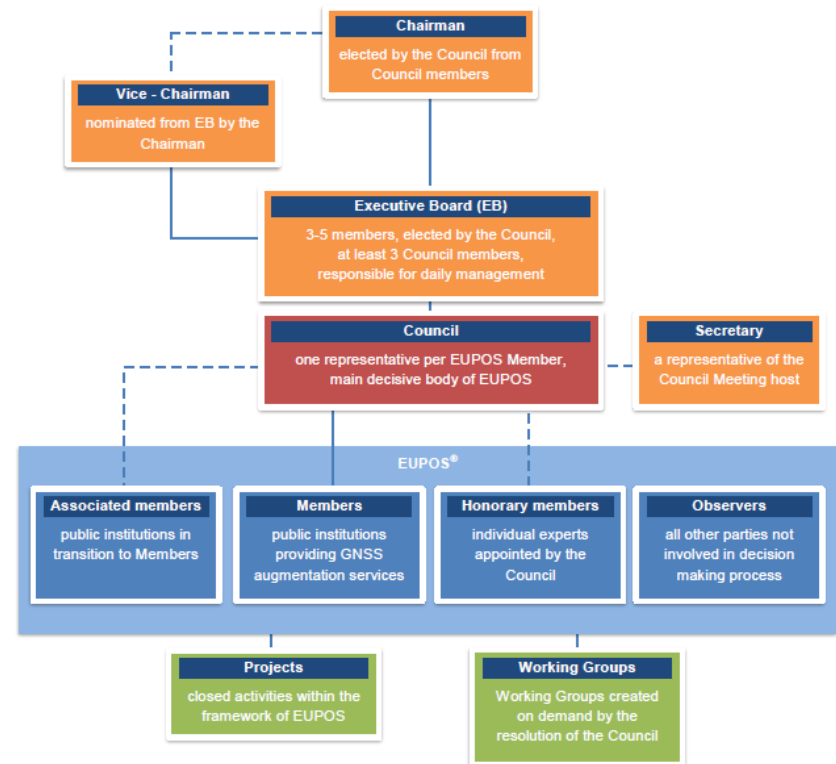 Chairman
elected by the Council from
Council members
Vice - Chairman
nominated from EB by the
Chairman
Executive Board (EB)
3-5 members, elected by the Council,
at least 3 Council members,
responsible for daily management
Council
one representative per EUPOS Member,
main decisive body of EUPOS
Secretary
a representative of the
Council Meeting host
EUPOS®
Associated members
public institutions in
transition to Members
Members
public institutions
providing GNSS
augmentation services
Honorary members
individual experts
appointed by the
Council
Observers
all other parties not
involved in decision
making process
Projects
closed activities within the
framework of EUPOS
Working Groups
Working Groups created
on demand by the
resolution of the Council